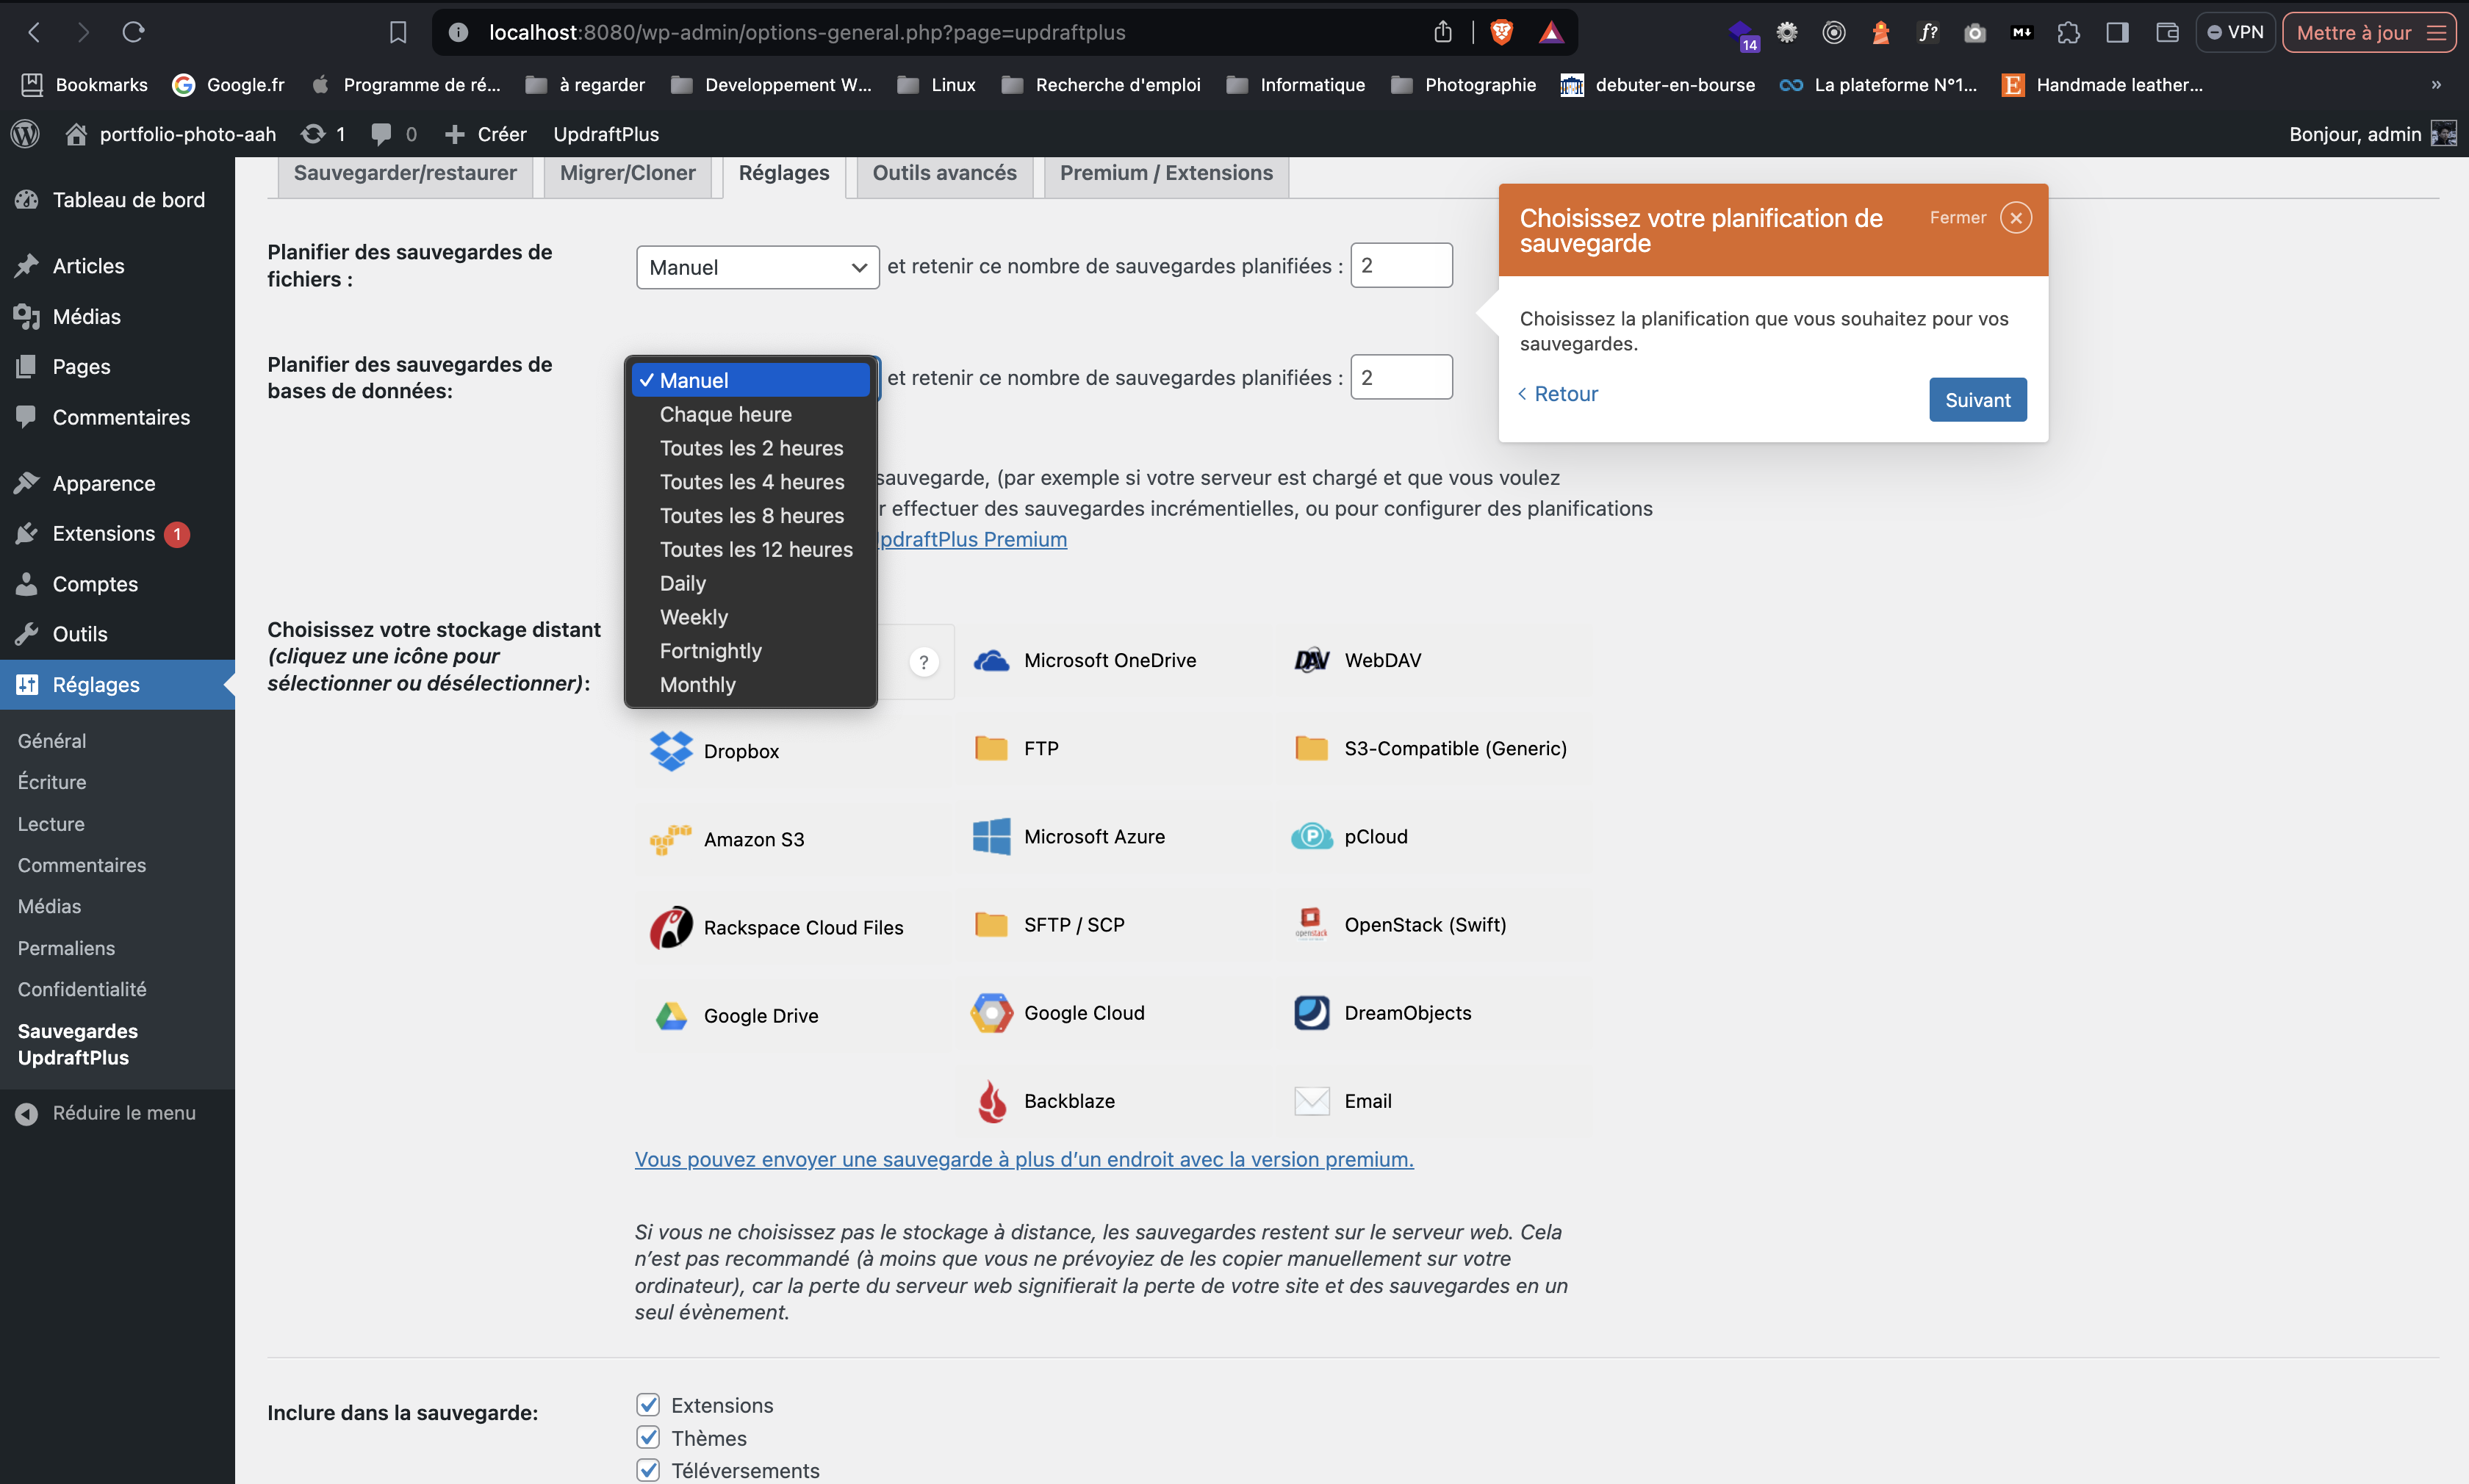 localhost:8080/wp-admin/options-general.php?page=updraftplus
14
f?
M
VPN
Mettre à jour
Bookmarks
Google.fr
Programme de ré...
à regarder
Developpement W...
Linux
Recherche d'emploi
Informatique
Photographie
debuter-en-bourse
La plateforme N°1...
E
Handmade leather...
»
portfolio-photo-aah
1
0
Créer
UpdraftPlus
Bonjour, admin
Tableau de bord
Articles
Médias
Pages
Commentaires
Apparence
Extensions 1
Comptes
Outils
Réglages
Général
Écriture
Lecture
Commentaires
Médias
Permaliens
Confidentialité
Sauvegardes
UpdraftPlus
Réduire le menu
Sauvegarder/restaurer
Migrer/Cloner
Réglages
Outils avancés
Premium / Extensions
Planifier des sauvegardes de
fichiers :
Manuel
et retenir ce nombre de sauvegardes planifiées : 2
Planifier des sauvegardes de
bases de données:
✓ Manuel
Chaque heure
Toutes les 2 heures
Toutes les 4 heures
Toutes les 8 heures
Toutes les 12 heures
Daily
Weekly
Fortnightly
Monthly
et retenir ce nombre de sauvegardes planifiées : 2
sauvegarde, (par exemple si votre serveur est chargé et que vous voulez
r effectuer des sauvegardes incrémentielles, ou pour configurer des planifications
pdraftPlus Premium
Choisissez votre planification de
sauvegarde
Fermer
Choisissez la planification que vous souhaitez pour vos
sauvegardes.
< Retour
Suivant
Choisissez votre stockage distant
(cliquez une icône pour
sélectionner ou désélectionner):
?
Microsoft OneDrive
DAV WebDAV
Dropbox
FTP
S3-Compatible (Generic)
Amazon S3
Microsoft Azure
P pCloud
Rackspace Cloud Files
SFTP / SCP
openstack OpenStack (Swift)
Google Drive
Google Cloud
DreamObjects
Backblaze
Email
Vous pouvez envoyer une sauvegarde à plus d’un endroit avec la version premium.
Si vous ne choisissez pas le stockage à distance, les sauvegardes restent sur le serveur web. Cela
n’est pas recommandé (à moins que vous ne prévoyiez de les copier manuellement sur votre
ordinateur), car la perte du serveur web signifierait la perte de votre site et des sauvegardes en un
seul évènement.
Inclure dans la sauvegarde:
Extensions
Thèmes
Téléversements